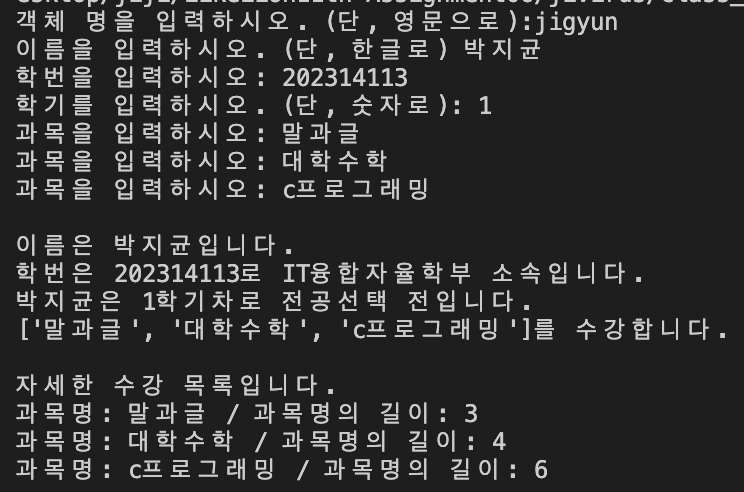 객체 명을 입력하시오. (단, 영문으로):jigyun
이름을 입력하시오. (단, 한글로) 박지균
학번을 입력하시오: 202314113
학기를 입력하시오. (단, 숫자로): 1
과목을 입력하시오: 말과글
과목을 입력하시오: 대학수학
과목을 입력하시오: c프로그래밍
이름은 박지균입니다.
학번은 202314113로 IT융합자율학부 소속입니다.
박지균은 1학기차로 전공선택 전입니다.
['말과글', '대학수학', 'c프로그래밍']를 수강합니다.
자세한 수강 목록입니다.
과목명: 말과글 / 과목명의 길이: 3
과목명: 대학수학 / 과목명의 길이: 4
과목명: c프로그래밍 / 과목명의 길이: 6